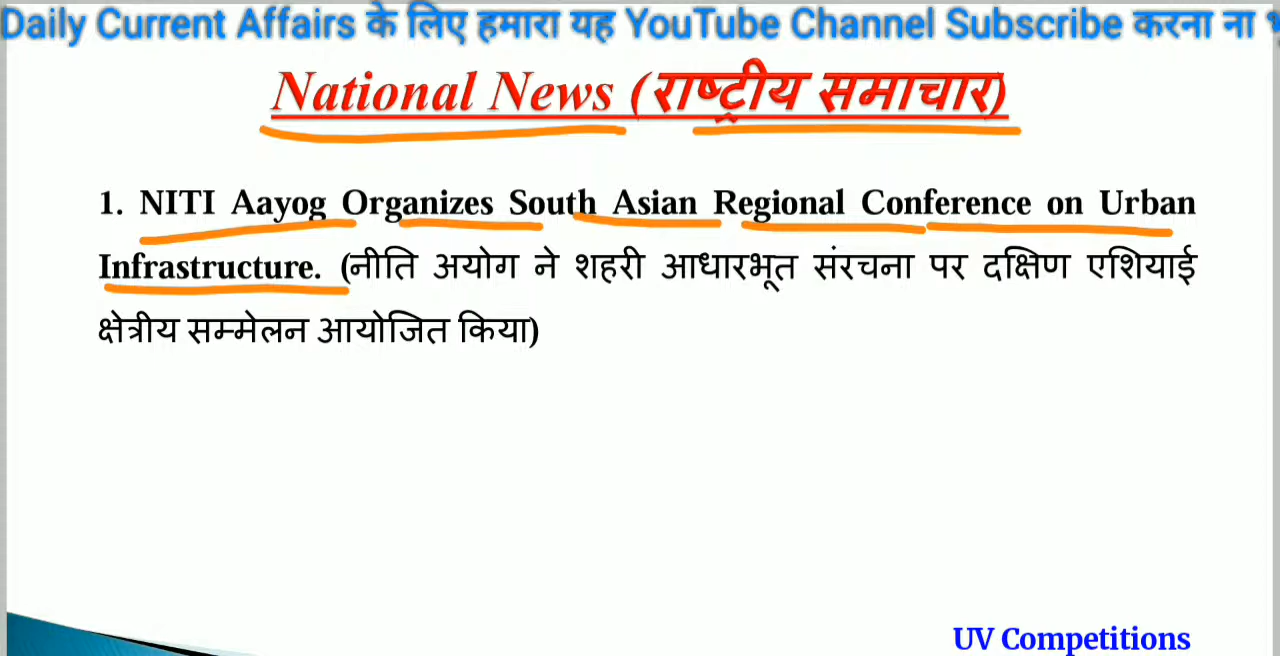 Daily Current Affairs के लिए हमारा यह YouTube Channel Subscribe करना ना
National News (राष्ट्रीय समाचार)
1. NITI Aayog Organizes South Asian Regional Conference on Urban
Infrastructure. (नीति अयोग ने शहरी आधारभूत संरचना पर दक्षिण एशियाई
क्षेत्रीय सम्मेलन आयोजित किया)
UV Competitions